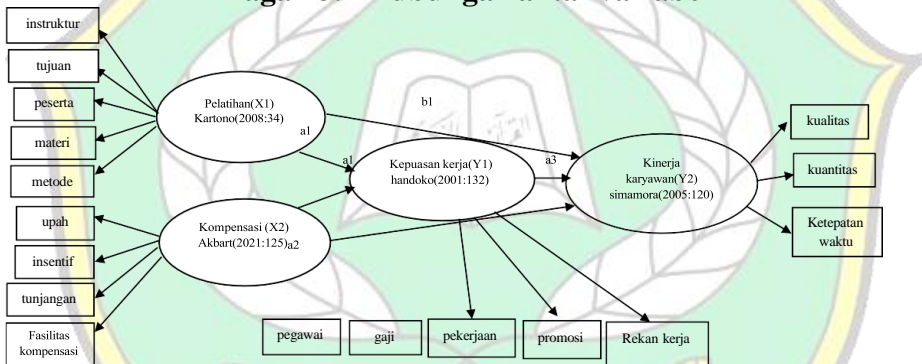 instruktur
tujuan
peserta
materi
metode
upah
insentif
tunjangan
Fasilitas
kompensasi
Pelatihan(X1)
Kartono(2008:34)
a1
b1
a1
Kompensasi (X2)
Akbart(2021:125)
a2
Kepuasan kerja(Y1)
handoko(2001:132)
a3
Kinerja
karyawan(Y2)
simamora(2005:120)
kualitas
kuantitas
Ketepatan
waktu
pegawai
gaji
pekerjaan
promosi
Rekan kerja